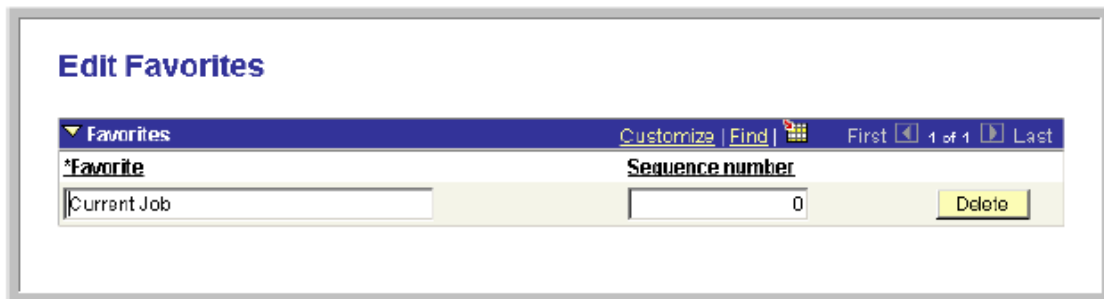 Edit Favorites
Favorites Customize | Find | First 1 of 1 Last
*Favorite Sequence number
Current Job 0 Delete